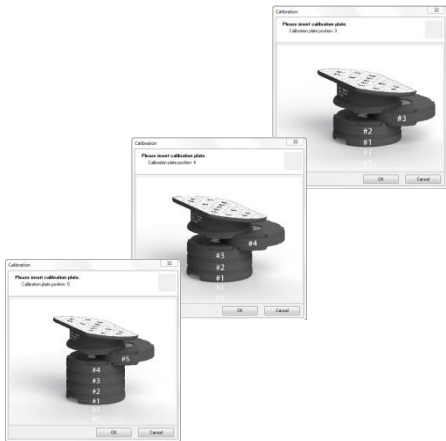 Calibration
Please insert calibration plate.
Calibration plate position: 3
#3
#2
#1
OK
Cancel
Calibration
Please insert calibration plate.
Calibration plate position: 4
#4
#3
#2
#1
OK
Cancel
Calibration
Please insert calibration plate.
Calibration plate position: 5
#5
#4
#3
#2
#1
OK
Cancel